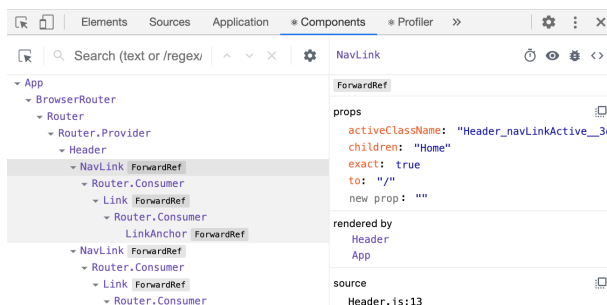 Elements Sources Application Components Profiler
Search (text or /regex/ NavLink
App
BrowserRouter
Router
Router.Provider
Header
NavLink ForwardRef
Router.Consumer
Link ForwardRef
Router.Consumer
LinkAnchor ForwardRef
NavLink ForwardRef
Router.Consumer
Link ForwardRef
Router.Consumer
ForwardRef
props
activeClassName: "Header_navLinkActive__3
children: "Home"
exact: true
to: "/"
new prop: ""
rendered by
Header
App
source
Header.js:13